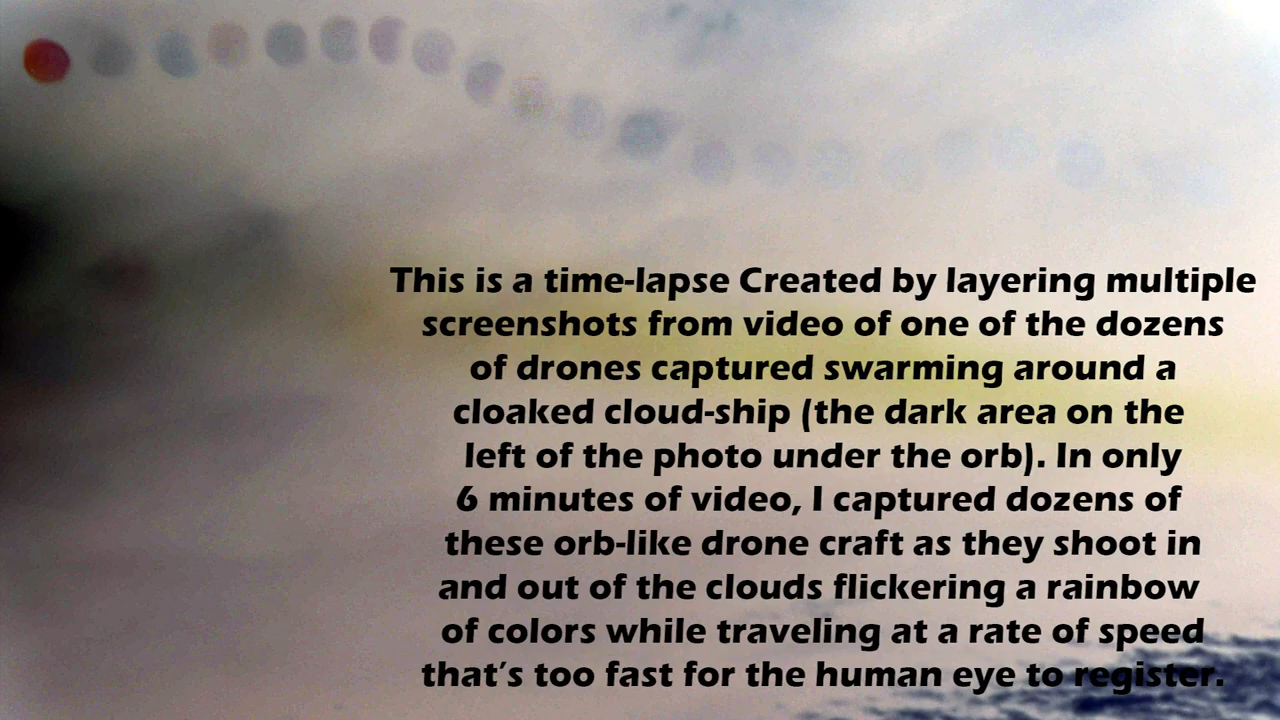 This is a time-lapse Created by layering multiple
screenshots from video of one of the dozens
of drones captured swarming around a
cloaked cloud-ship (the dark area on the
left of the photo under the orb). In only
6 minutes of video, I captured dozens of
these orb-like drone craft as they shoot in
and out of the clouds flickering a rainbow
of colors while traveling at a rate of speed
that's too fast for the human eye to register.